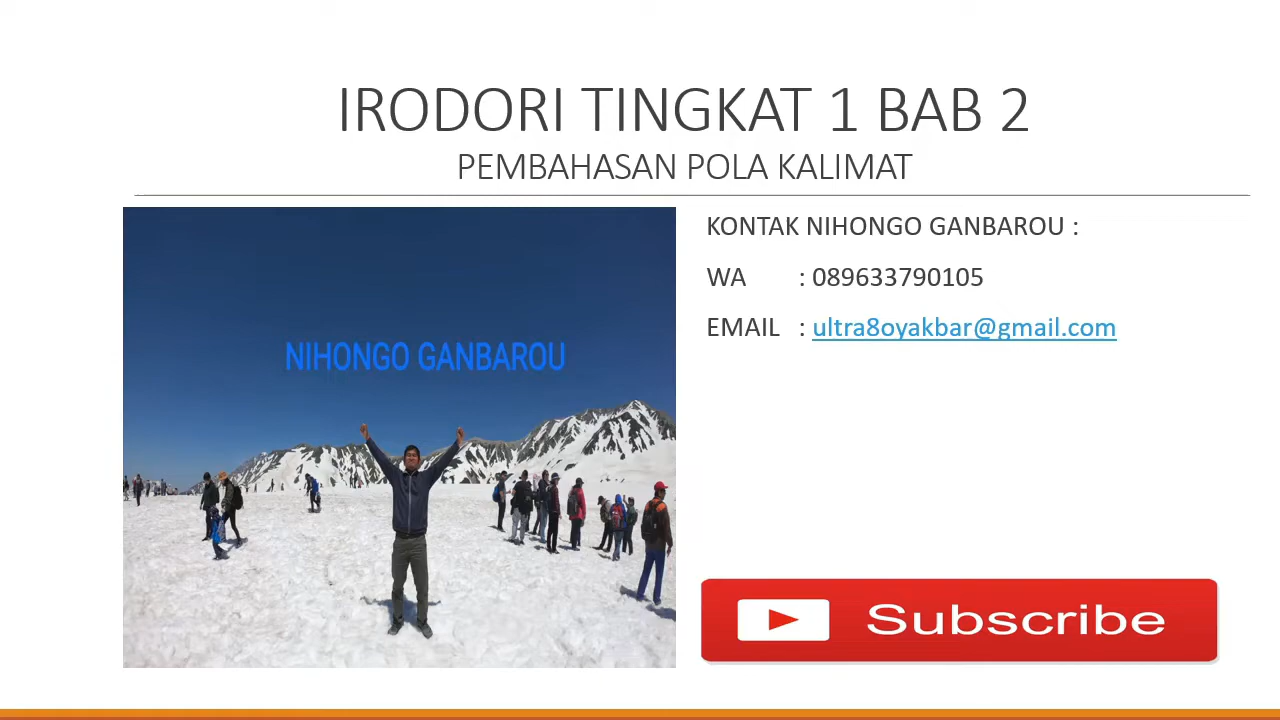 IRODORI TINGKAT 1 BAB 2
PEMBAHASAN POLA KALIMAT
NIHONGO GANBAROU
KONTAK NIHONGO GANBAROU :
WA : 089633790105
EMAIL : ultra8oyakbar@gmail.com
Subscribe